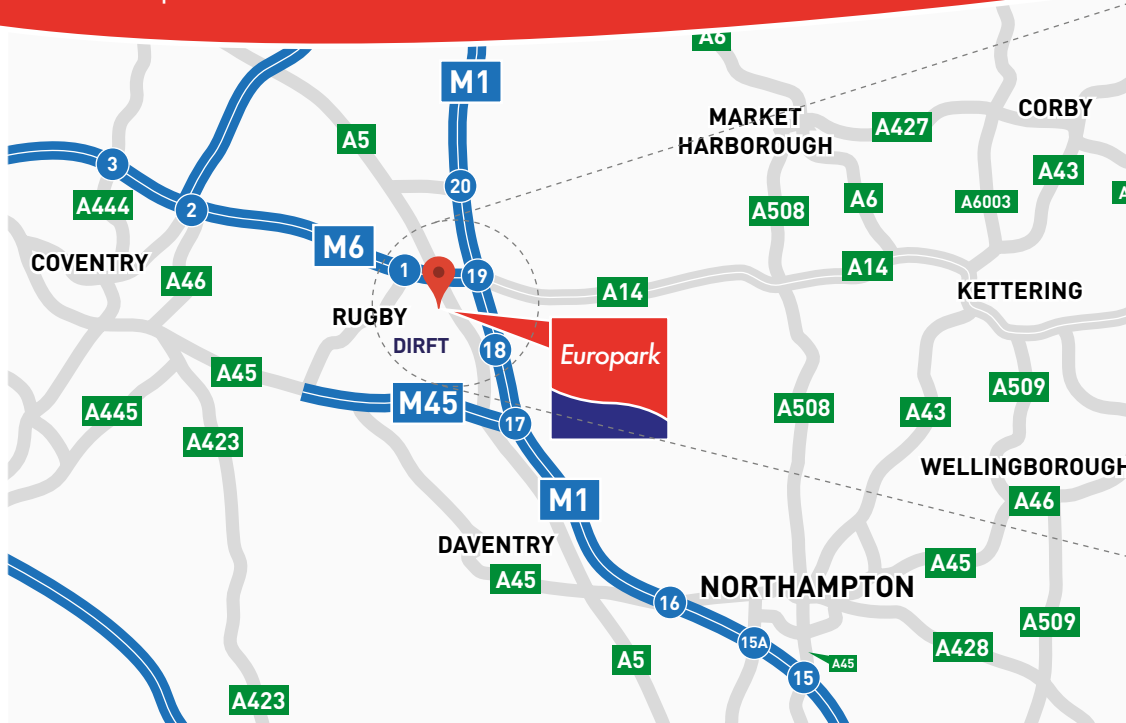 A6
M1
CORBY
MARKET
HARBOROUGH
A427
A5
3
A43
20
A444
2
A508
A6
A6003
M6
COVENTRY
1
19
A14
A46
A14
KETTERING
RUGBY
DIRFT
18
Europark
A45
A509
M45
A508
A43
A445
17
A423
WELLINGBOROUGH
M1
A46
DAVENTRY
A45
A45
NORTHAMPTON
16
A509
15A
A428
A5
A45
15
A423